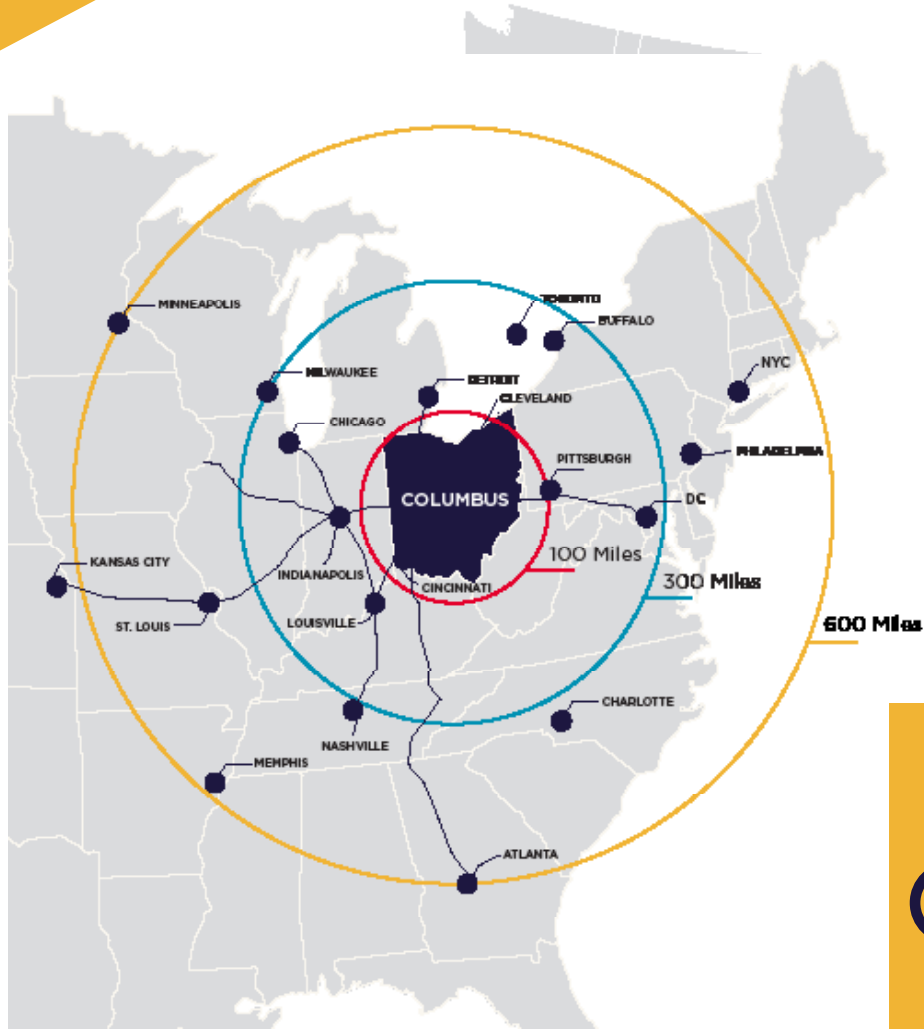 TORONTO
MINNEAPOLIS
BUFFALO
NYC
MILWAUKEE
DETROIT
CLEVELAND
CHICAGO
PHILADELPHIA
PITTSBURGH
COLUMBUS
DC
100 Miles
KANSAS CITY
INDIANAPOLIS
300 Miles
CINCINNATI
ST. LOUIS
LOUISVILLE
600 Miles
CHARLOTTE
NASHVILLE
MEMPHIS
ATLANTA